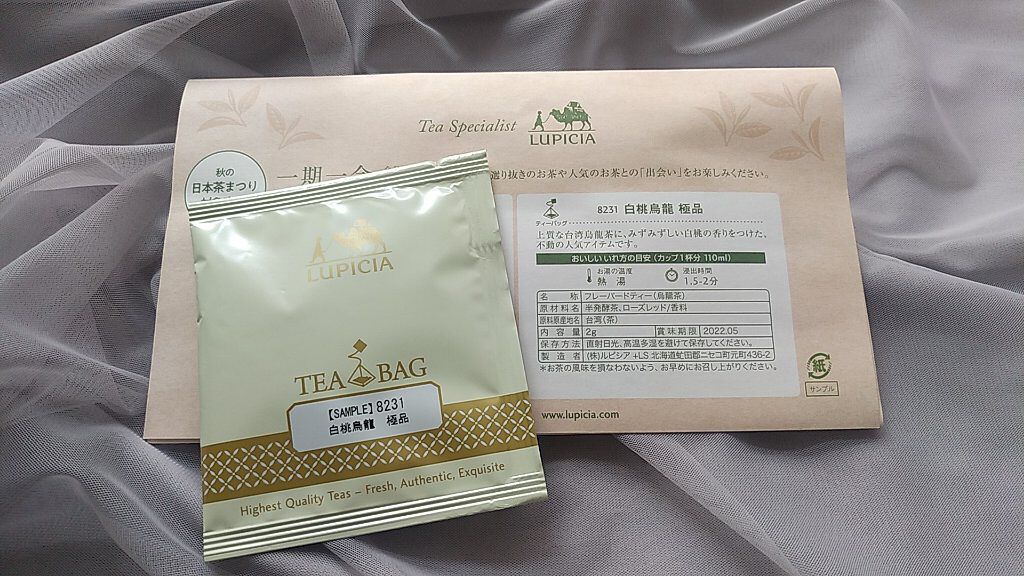 Tea Specialist
LUPICIA
秋の
日本茶まつり
一期一会
選り抜きのお茶や人気のお茶との「出会い」をお楽しみください。
ティーバッグ
8231 白桃烏龍 極品
上質な台湾烏龍茶に、みずみずしい白桃の香りをつけた、
不動の人気アイテムです。
おいしい いれ方の目安（カップ1杯分 110ml）
お湯の温度
熱 湯
浸出時間
1.5-2分
名 称 フレーバードティー（烏龍茶）
原材料名 半発酵茶、ローズレッド/香料
原料原産地名 台湾（茶）
内 容 量 2g 賞味期限 2022.05
保存方法 直射日光、高温多湿を避けて保存してください。
製 造 者 （株）ルピシア +LS 北海道虻田郡ニセコ町元町436-2
＊お茶の風味を損なわないよう、お早めにお召し上がりください。
紙
サンプル
www.lupicia.com
LUPICIA
TEA BAG
【SAMPLE】8231
白桃烏龍 極品
Highest Quality Teas – Fresh, Authentic, Exquisite